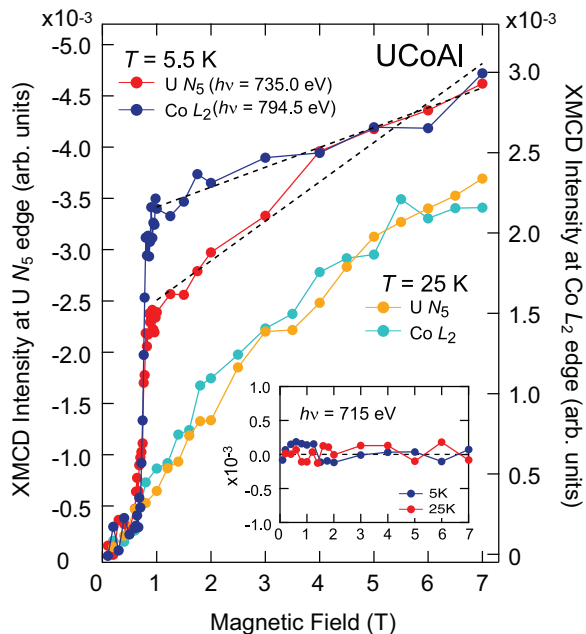 x10⁻³
x10⁻³
-5.0
-4.5
-4.0
-3.5
-3.0
-2.5
-2.0
-1.5
-1.0
-0.5
0
XMCD Intensity at U N₅ edge (arb. units)
T = 5.5 K
U N₅ (hν = 735.0 eV)
Co L₂ (hν = 794.5 eV)
UCoAl
T = 25 K
U N₅
Co L₂
3.0
2.5
2.0
1.5
1.0
0.5
0.0
XMCD Intensity at Co L₂ edge (arb. units)
hν = 715 eV
x10⁻³
1.0
0.5
0.0
-0.5
-1.0
5K
25K
0 1 2 3 4 5 6 7
0 1 2 3 4 5 6 7
Magnetic Field (T)